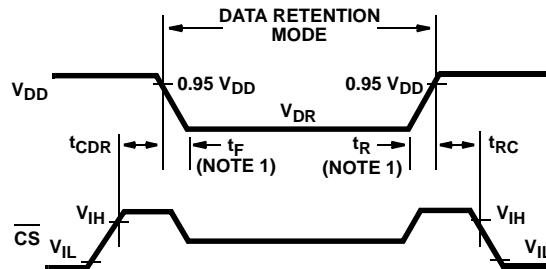 DATA RETENTION
MODE
VDD
0.95 VDD
0.95 VDD
VDR
tCDR
tF
(NOTE 1)
tR
(NOTE 1)
tRC
VIH
CS
VIL
VIH
VIL